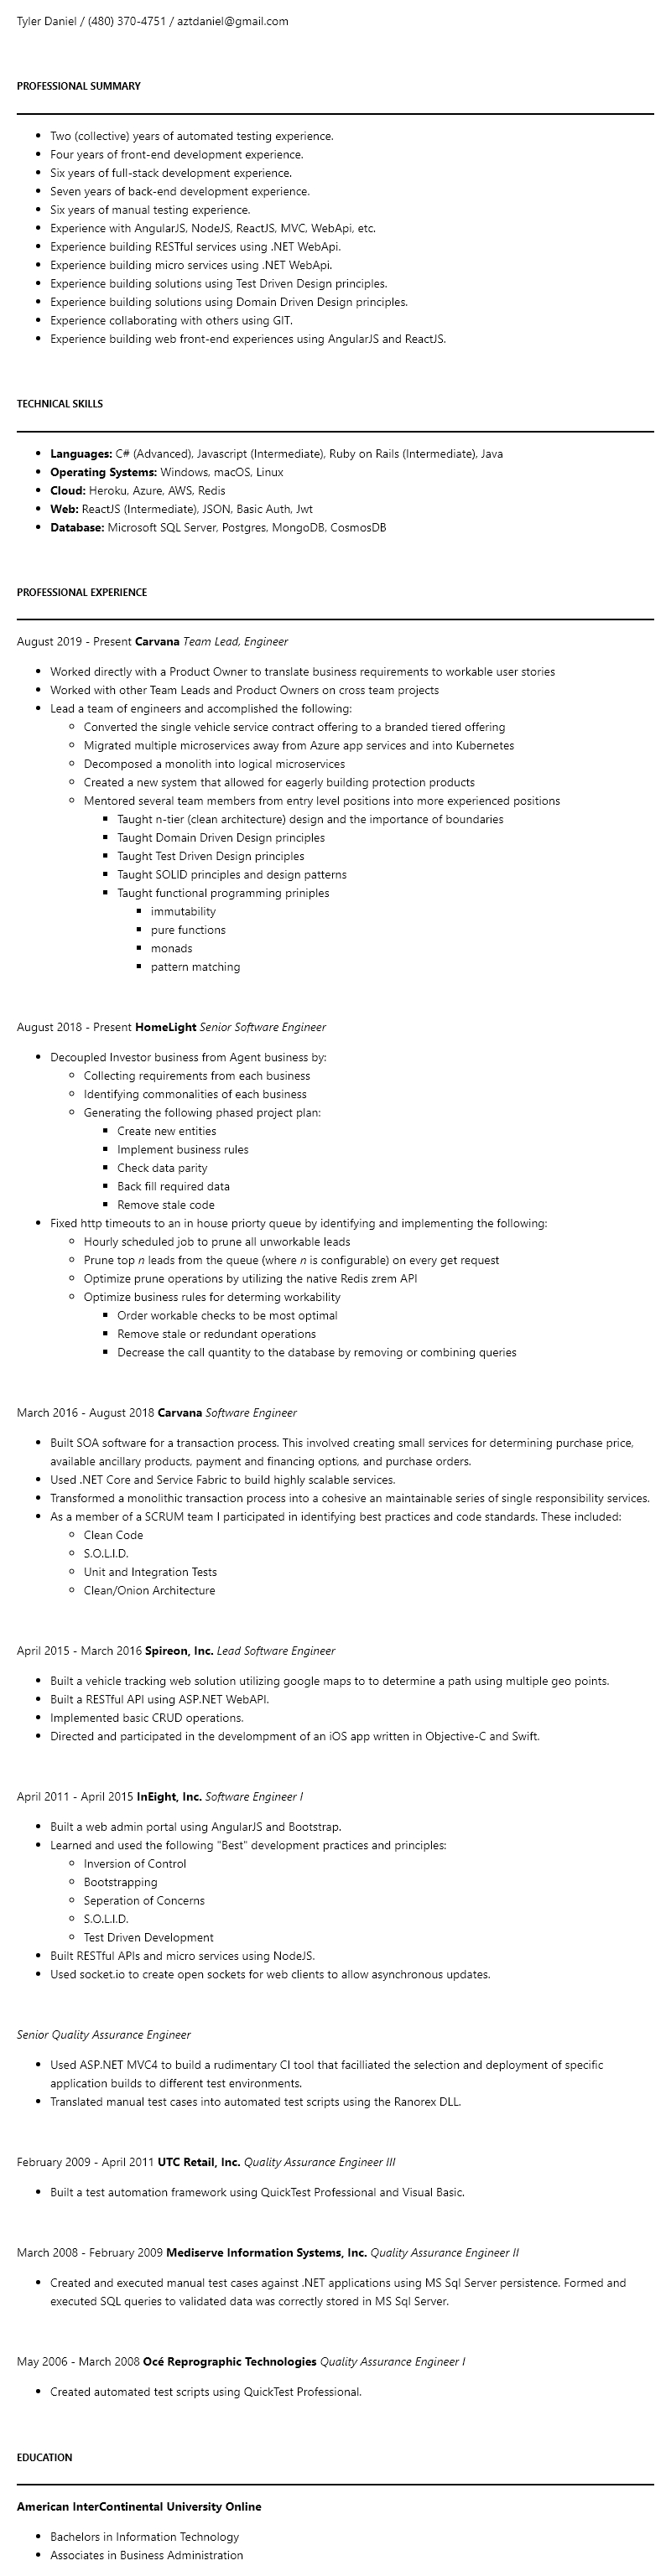 Tyler Daniel / (480) 370-4751 / aztdaniel@gmail.com
PROFESSIONAL SUMMARY
Two (collective) years of automated testing experience.
Four years of front-end development experience.
Six years of full-stack development experience.
Seven years of back-end development experience.
Six years of manual testing experience.
Experience with AngularJS, NodeJS, ReactJS, MVC, WebApi, etc.
Experience building RESTful services using .NET WebApi.
Experience building micro services using .NET WebApi.
Experience building solutions using Test Driven Design principles.
Experience building solutions using Domain Driven Design principles.
Experience collaborating with others using GIT.
Experience building web front-end experiences using AngularJS and ReactJS.
TECHNICAL SKILLS
Languages: C# (Advanced), Javascript (Intermediate), Ruby on Rails (Intermediate), Java
Operating Systems: Windows, macOS, Linux
Cloud: Heroku, Azure, AWS, Redis
Web: ReactJS (Intermediate), JSON, Basic Auth, Jwt
Database: Microsoft SQL Server, Postgres, MongoDB, CosmosDB
PROFESSIONAL EXPERIENCE
August 2019 - Present Carvana Team Lead, Engineer
Worked directly with a Product Owner to translate business requirements to workable user stories
Worked with other Team Leads and Product Owners on cross team projects
Lead a team of engineers and accomplished the following:
Converted the single vehicle service contract offering to a branded tiered offering
Migrated multiple microservices away from Azure app services and into Kubernetes
Decomposed a monolith into logical microservices
Created a new system that allowed for eagerly building protection products
Mentored several team members from entry level positions into more experienced positions
Taught n-tier (clean architecture) design and the importance of boundaries
Taught Domain Driven Design principles
Taught Test Driven Design principles
Taught SOLID principles and design patterns
Taught functional programming priniples
immutability
pure functions
monads
pattern matching
August 2018 - Present HomeLight Senior Software Engineer
Decoupled Investor business from Agent business by:
Collecting requirements from each business
Identifying commonalities of each business
Generating the following phased project plan:
Create new entities
Implement business rules
Check data parity
Back fill required data
Remove stale code
Fixed http timeouts to an in house priorty queue by identifying and implementing the following:
Hourly scheduled job to prune all unworkable leads
Prune top n leads from the queue (where n is configurable) on every get request
Optimize prune operations by utilizing the native Redis zrem API
Optimize business rules for determing workability
Order workable checks to be most optimal
Remove stale or redundant operations
Decrease the call quantity to the database by removing or combining queries
March 2016 - August 2018 Carvana Software Engineer
Built SOA software for a transaction process. This involved creating small services for determining purchase price,
available ancillary products, payment and financing options, and purchase orders.
Used .NET Core and Service Fabric to build highly scalable services.
Transformed a monolithic transaction process into a cohesive an maintainable series of single responsibility services.
As a member of a SCRUM team I participated in identifying best practices and code standards. These included:
Clean Code
S.O.L.I.D.
Unit and Integration Tests
Clean/Onion Architecture
April 2015 - March 2016 Spireon, Inc. Lead Software Engineer
Built a vehicle tracking web solution utilizing google maps to to determine a path using multiple geo points.
Built a RESTful API using ASP.NET WebAPI.
Implemented basic CRUD operations.
Directed and participated in the develompment of an iOS app written in Objective-C and Swift.
April 2011 - April 2015 InEight, Inc. Software Engineer I
Built a web admin portal using AngularJS and Bootstrap.
Learned and used the following "Best" development practices and principles:
Inversion of Control
Bootstrapping
Seperation of Concerns
S.O.L.I.D.
Test Driven Development
Built RESTful APIs and micro services using NodeJS.
Used socket.io to create open sockets for web clients to allow asynchronous updates.
Senior Quality Assurance Engineer
Used ASP.NET MVC4 to build a rudimentary CI tool that facilliated the selection and deployment of specific
application builds to different test environments.
Translated manual test cases into automated test scripts using the Ranorex DLL.
February 2009 - April 2011 UTC Retail, Inc. Quality Assurance Engineer III
Built a test automation framework using QuickTest Professional and Visual Basic.
March 2008 - February 2009 Mediserve Information Systems, Inc. Quality Assurance Engineer II
Created and executed manual test cases against .NET applications using MS Sql Server persistence. Formed and
executed SQL queries to validated data was correctly stored in MS Sql Server.
May 2006 - March 2008 Océ Reprographic Technologies Quality Assurance Engineer I
Created automated test scripts using QuickTest Professional.
EDUCATION
American InterContinental University Online
Bachelors in Information Technology
Associates in Business Administration